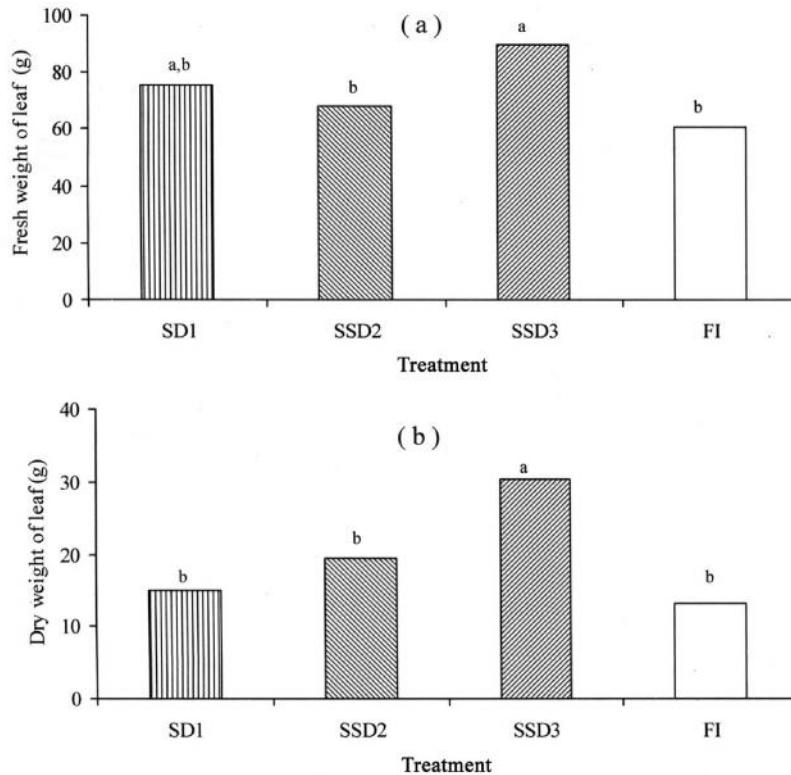 ( a )
Fresh weight of leaf (g)
100
80
60
40
20
0
a,b
b
a
b
SD1 SSD2 SSD3 FI
Treatment
( b )
Dry weight of leaf (g)
40
30
20
10
0
b
b
a
b
SD1 SSD2 SSD3 FI
Treatment